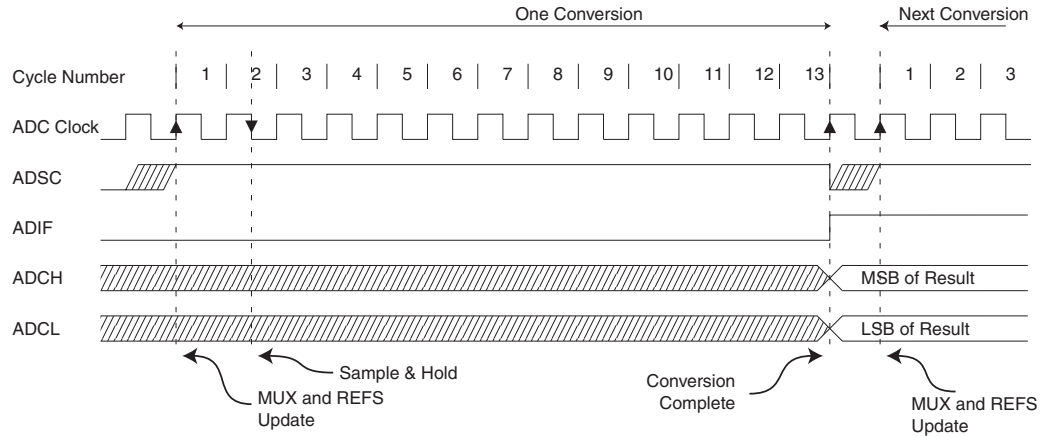 One Conversion
Next Conversion
Cycle Number 1 2 3 4 5 6 7 8 9 10 11 12 13 1 2 3
ADC Clock
ADSC
ADIF
ADCH
MSB of Result
ADCL
LSB of Result
Sample & Hold
MUX and REFS
Update
Conversion
Complete
MUX and REFS
Update